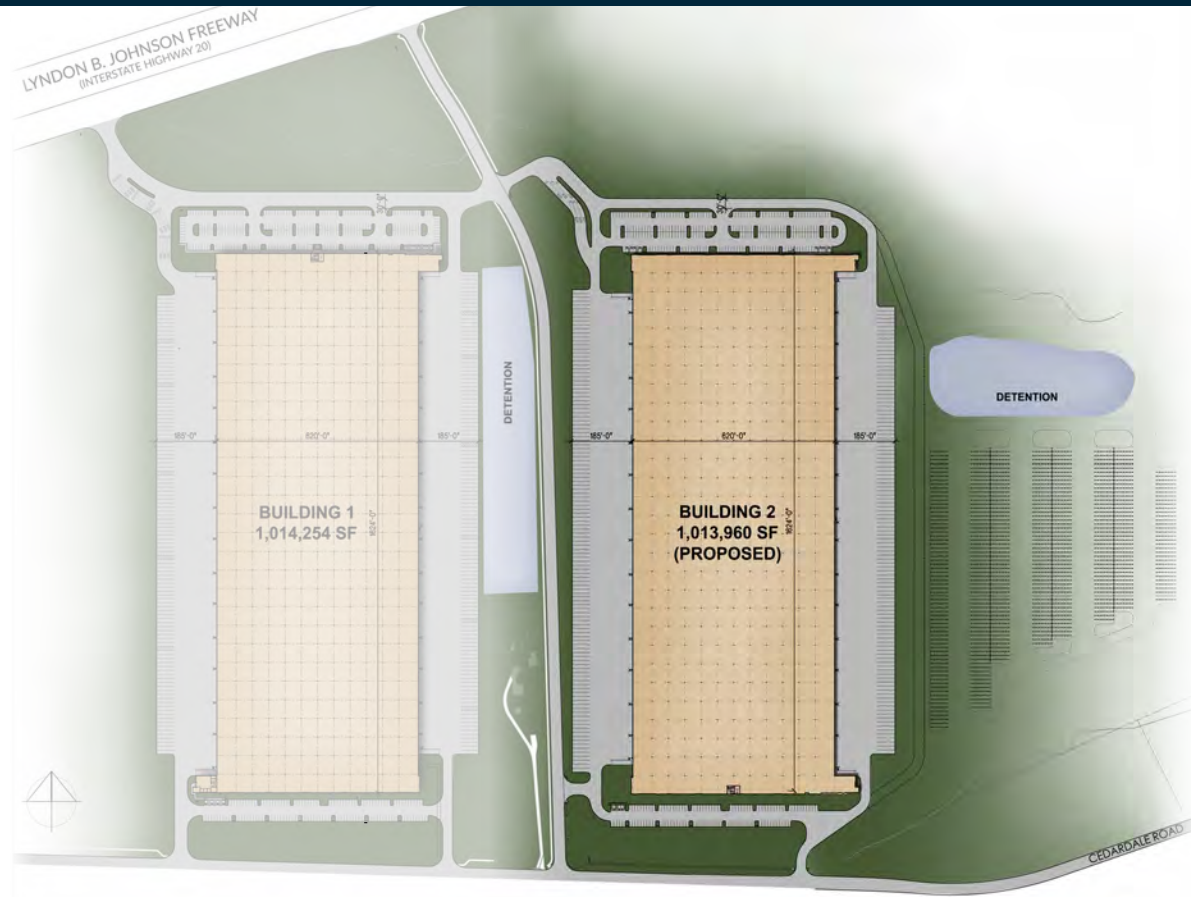 LYNDON B. JOHNSON FREEWAY
(INTERSTATE HIGHWAY 20)
DETENTION
DETENTION
185'-0"
620'-0"
185'-0"
185'-0"
620'-0"
185'-0"
BUILDING 1
1,014,254 SF
1624'-0"
BUILDING 2
1,013,960 SF
(PROPOSED)
1624'-0"
CEDARDALE ROAD